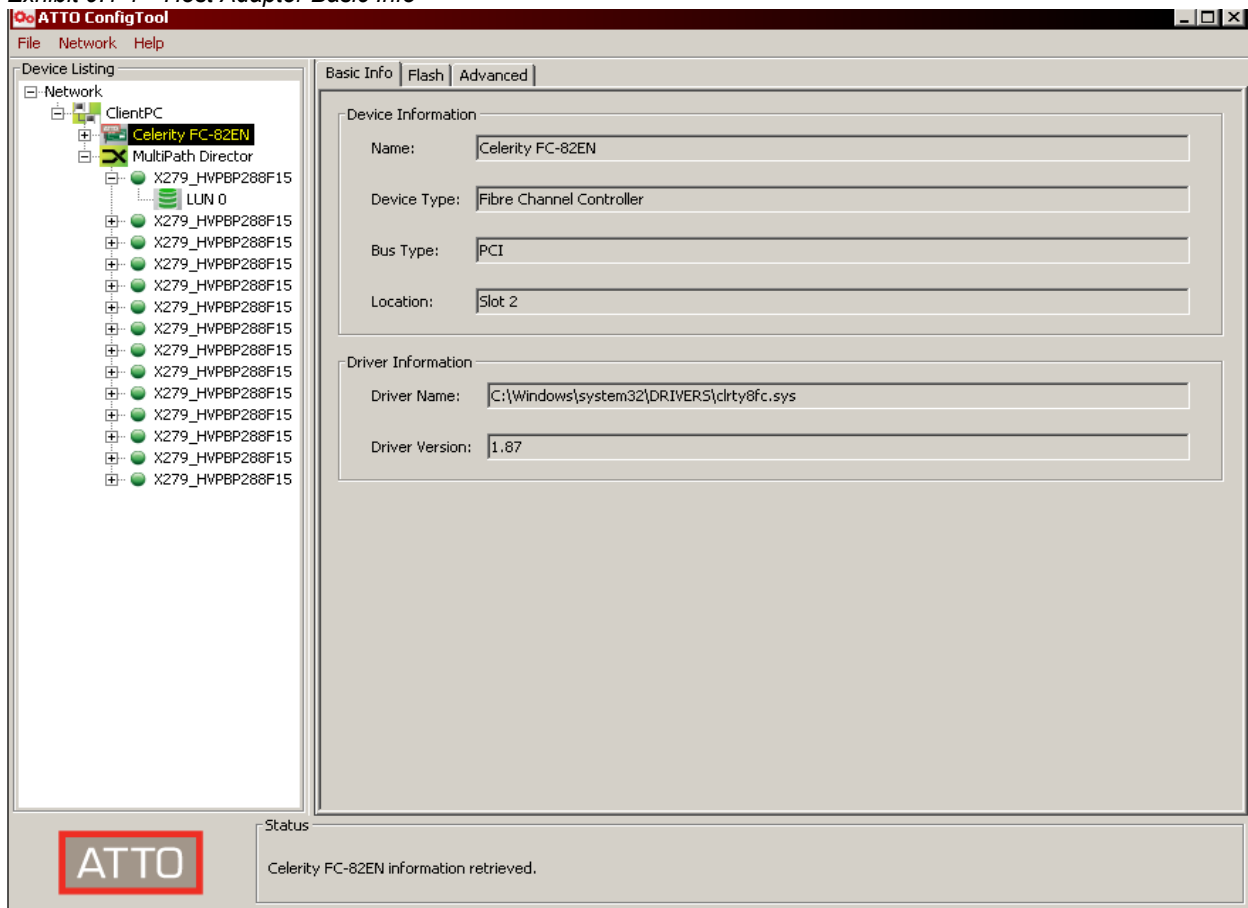 ATTO ConfigTool
File Network Help
Device Listing
Network
ClientPC
Celerity FC-82EN
MultiPath Director
X279_HVPBP288F15
LUN 0
X279_HVPBP288F15
X279_HVPBP288F15
X279_HVPBP288F15
X279_HVPBP288F15
X279_HVPBP288F15
X279_HVPBP288F15
X279_HVPBP288F15
X279_HVPBP288F15
X279_HVPBP288F15
X279_HVPBP288F15
X279_HVPBP288F15
X279_HVPBP288F15
X279_HVPBP288F15
Basic Info Flash Advanced
Device Information
Name: Celerity FC-82EN
Device Type: Fibre Channel Controller
Bus Type: PCI
Location: Slot 2
Driver Information
Driver Name: C:\Windows\system32\DRIVERS\clrty8fc.sys
Driver Version: 1.87
ATTO
Status
Celerity FC-82EN information retrieved.